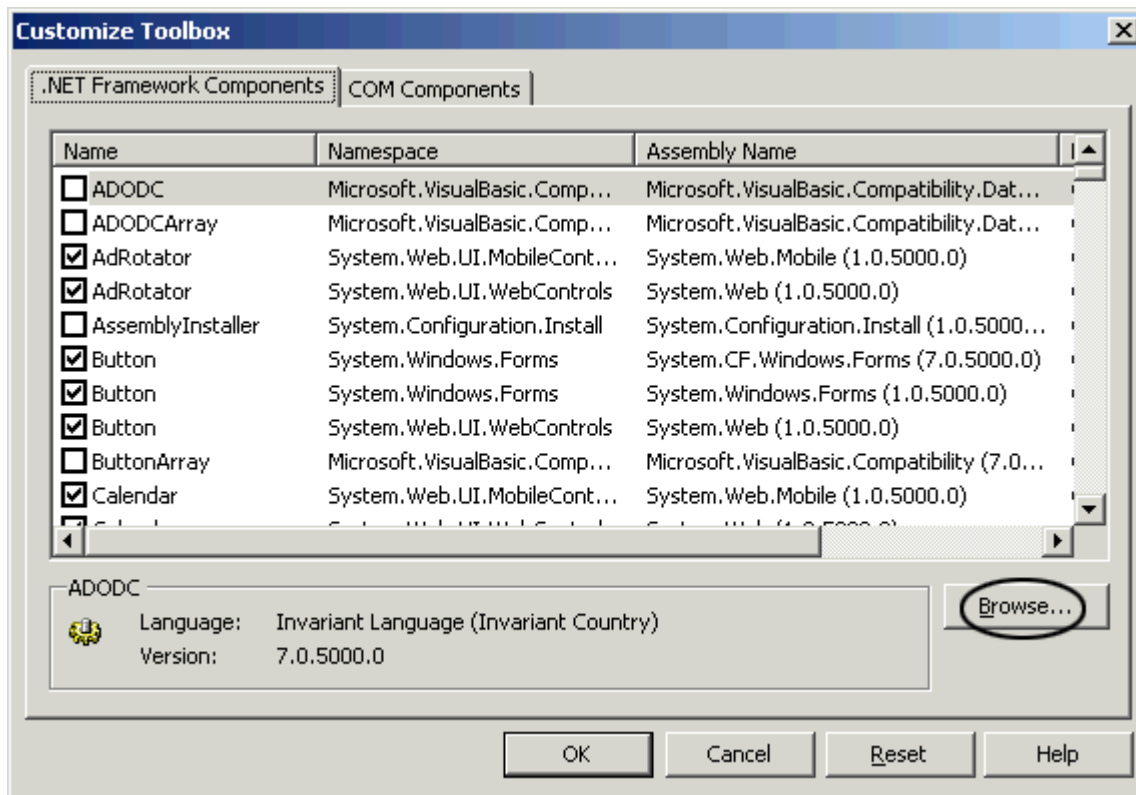 Customize Toolbox
.NET Framework Components COM Components
Name Namespace Assembly Name
ADODC Microsoft.VisualBasic.Comp... Microsoft.VisualBasic.Compatibility.Dat...
ADODCArray Microsoft.VisualBasic.Comp... Microsoft.VisualBasic.Compatibility.Dat...
AdRotator System.Web.UI.MobileCont... System.Web.Mobile (1.0.5000.0)
AdRotator System.Web.UI.WebControls System.Web (1.0.5000.0)
AssemblyInstaller System.Configuration.Install System.Configuration.Install (1.0.5000...
Button System.Windows.Forms System.CF.Windows.Forms (7.0.5000.0)
Button System.Windows.Forms System.Windows.Forms (1.0.5000.0)
Button System.Web.UI.WebControls System.Web (1.0.5000.0)
ButtonArray Microsoft.VisualBasic.Comp... Microsoft.VisualBasic.Compatibility (7.0...
Calendar System.Web.UI.MobileCont... System.Web.Mobile (1.0.5000.0)
ADODC
Language: Invariant Language (Invariant Country)
Version: 7.0.5000.0
Browse...
OK Cancel Reset Help